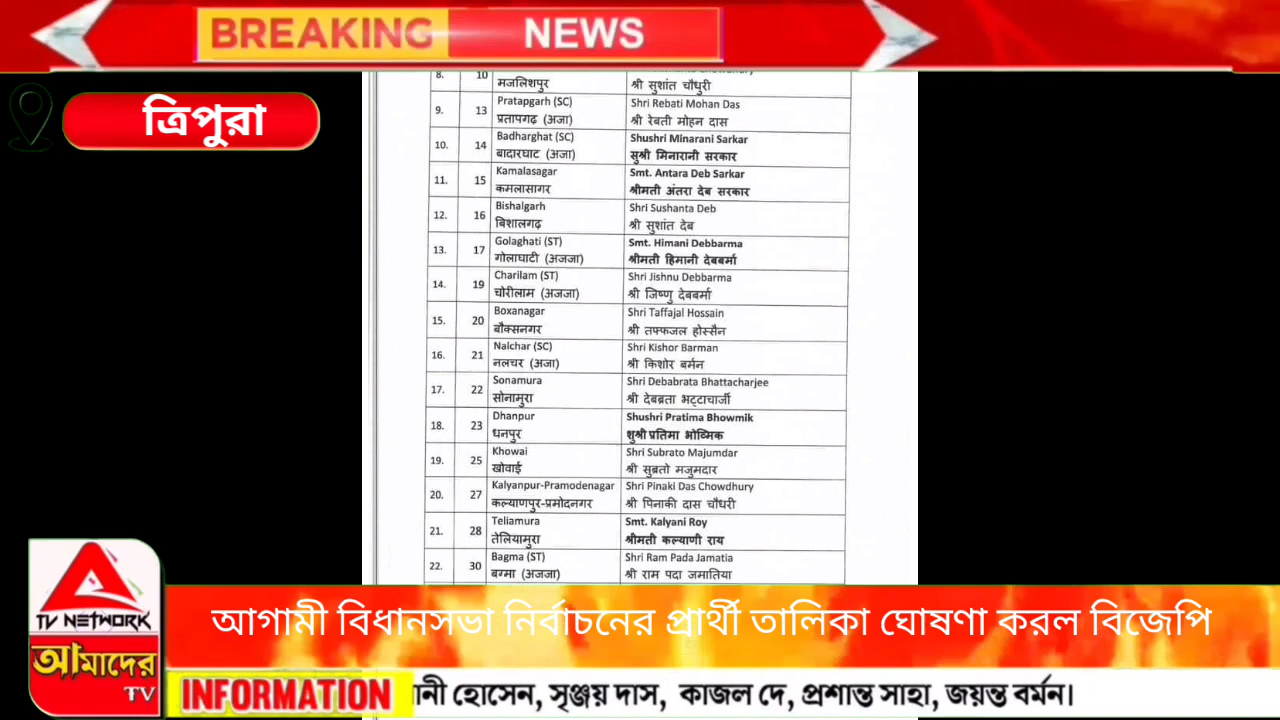 BREAKING NEWS
ত্রিপুরা
8. 10
मजलिशपुर श्री सुशांत चौधुरी
9. 13 Pratapgarh (SC) Shri Rebati Mohan Das
प्रतापगढ़ (अजा) श्री रेबती मोहन दास
10. 14 Badharghat (SC) Shushri Minarani Sarkar
बादारघाट (अजा) सुश्री मिनारानी सरकार
11. 15 Kamalasagar Smt. Antara Deb Sarkar
कमलासागर श्रीमती अंतरा देब सरकार
12. 16 Bishalgarh Shri Sushanta Deb
बिशालगढ़ श्री सुशांत देब
13. 17 Golaghati (ST) Smt. Himani Debbarma
गोलाघाटी (अजजा) श्रीमती हिमानी देबबर्मा
14. 19 Charilam (ST) Shri Jishnu Debbarma
चोरीलाम (अजजा) श्री जिष्णु देबबर्मा
15. 20 Boxanagar Shri Taffajal Hossain
बौक्सनगर श्री तफ्फजल होस्सैन
16. 21 Nalchar (SC) Shri Kishor Barman
नलचर (अजा) श्री किशोर बर्मन
17. 22 Sonamura Shri Debabrata Bhattacharjee
सोनामुरा श्री देबब्रता भट्टाचार्जी
18. 23 Dhanpur Shushri Pratima Bhowmik
धनपुर शुश्री प्रतिमा भोव्मिक
19. 25 Khowai Shri Subrato Majumdar
खोवाई श्री सुब्रतो मजुमदार
20. 27 Kalyanpur-Pramodenagar Shri Pinaki Das Chowdhury
कल्याणपुर-प्रमोदनगर श्री पिनाकी दास चौधरी
21. 28 Teliamura Smt. Kalyani Roy
तेलियामुरा श्रीमती कल्याणी राय
22. 30 Bagma (ST) Shri Ram Pada Jamatia
बग्मा (अजजा) श्री राम पदा जमातिया
আগামী বিধানসভা নির্বাচনের প্রার্থী তালিকা ঘোষণা করল বিজেপি
TV NETWORK
আমাদের
TV
INFORMATION হোসেন, সৃঞ্জয় দাস, কাজল দে, প্রশান্ত সাহা, জয়ন্ত বর্মন।